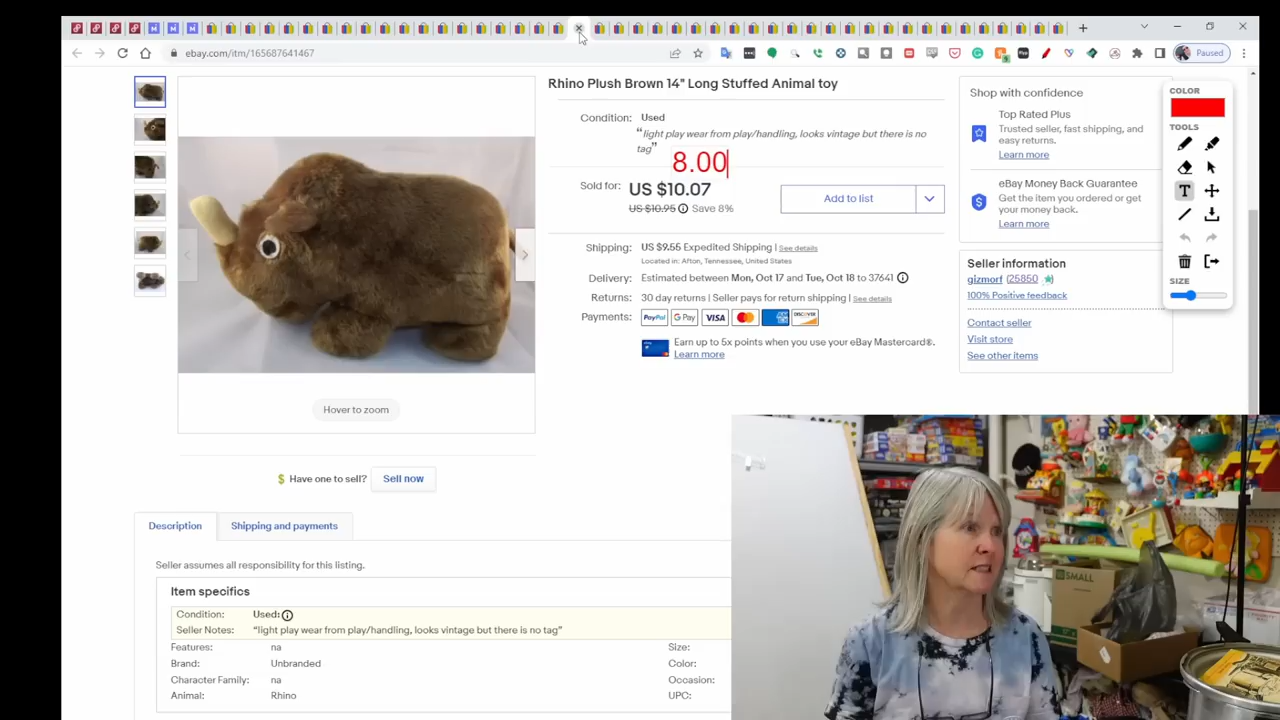 ebay.com/itm/165687641467
Paused
Rhino Plush Brown 14" Long Stuffed Animal toy
Condition: Used
"light play wear from play/handling, looks vintage but there is no
tag"
8.00
Sold for: US $10.07
US $10.95 Save 8%
Add to list
Shipping: US $9.55 Expedited Shipping | See details
Located in: Afton, Tennessee, United States
Delivery: Estimated between Mon, Oct 17 and Tue, Oct 18 to 37641
Returns: 30 day returns | Seller pays for return shipping | See details
Payments: PayPal G Pay VISA DISCOVER
Earn up to 5x points when you use your eBay Mastercard®.
Learn more
Shop with confidence
Top Rated Plus
Trusted seller, fast shipping, and
easy returns.
Learn more
eBay Money Back Guarantee
Get the item you ordered or get
your money back.
Learn more
Seller information
gizmorf (25850)
100% Positive feedback
Contact seller
Visit store
See other items
COLOR
TOOLS
T
SIZE
Hover to zoom
$ Have one to sell? Sell now
Description
Shipping and payments
Seller assumes all responsibility for this listing.
Item specifics
Condition: Used:
Seller Notes: "light play wear from play/handling, looks vintage but there is no tag"
Features: na
Size:
Brand: Unbranded
Color:
Character Family: na
Occasion:
Animal: Rhino
UPC:
SMALL